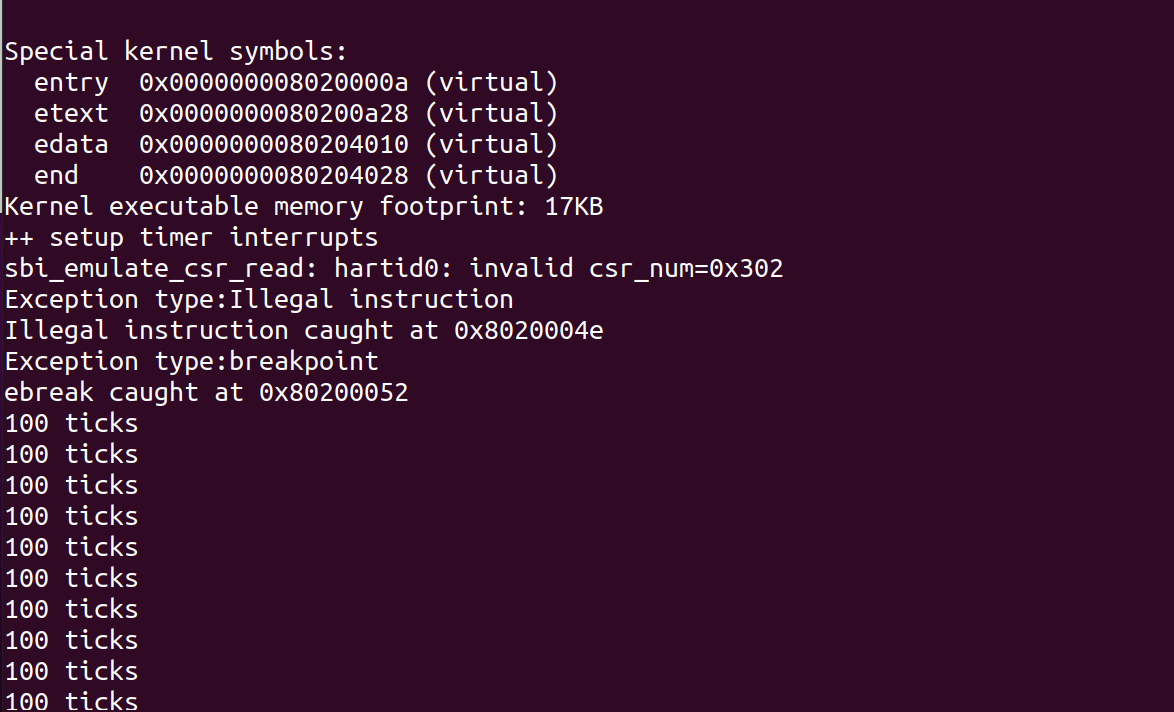 Special kernel symbols:
  entry  0x000000008020000a (virtual)
  etext  0x0000000080200a28 (virtual)
  edata  0x0000000080204010 (virtual)
  end    0x0000000080204028 (virtual)
Kernel executable memory footprint: 17KB
++ setup timer interrupts
sbi_emulate_csr_read: hartid0: invalid csr_num=0x302
Exception type:Illegal instruction
Illegal instruction caught at 0x8020004e
Exception type:breakpoint
ebreak caught at 0x80200052
100 ticks
100 ticks
100 ticks
100 ticks
100 ticks
100 ticks
100 ticks
100 ticks
100 ticks
100 ticks